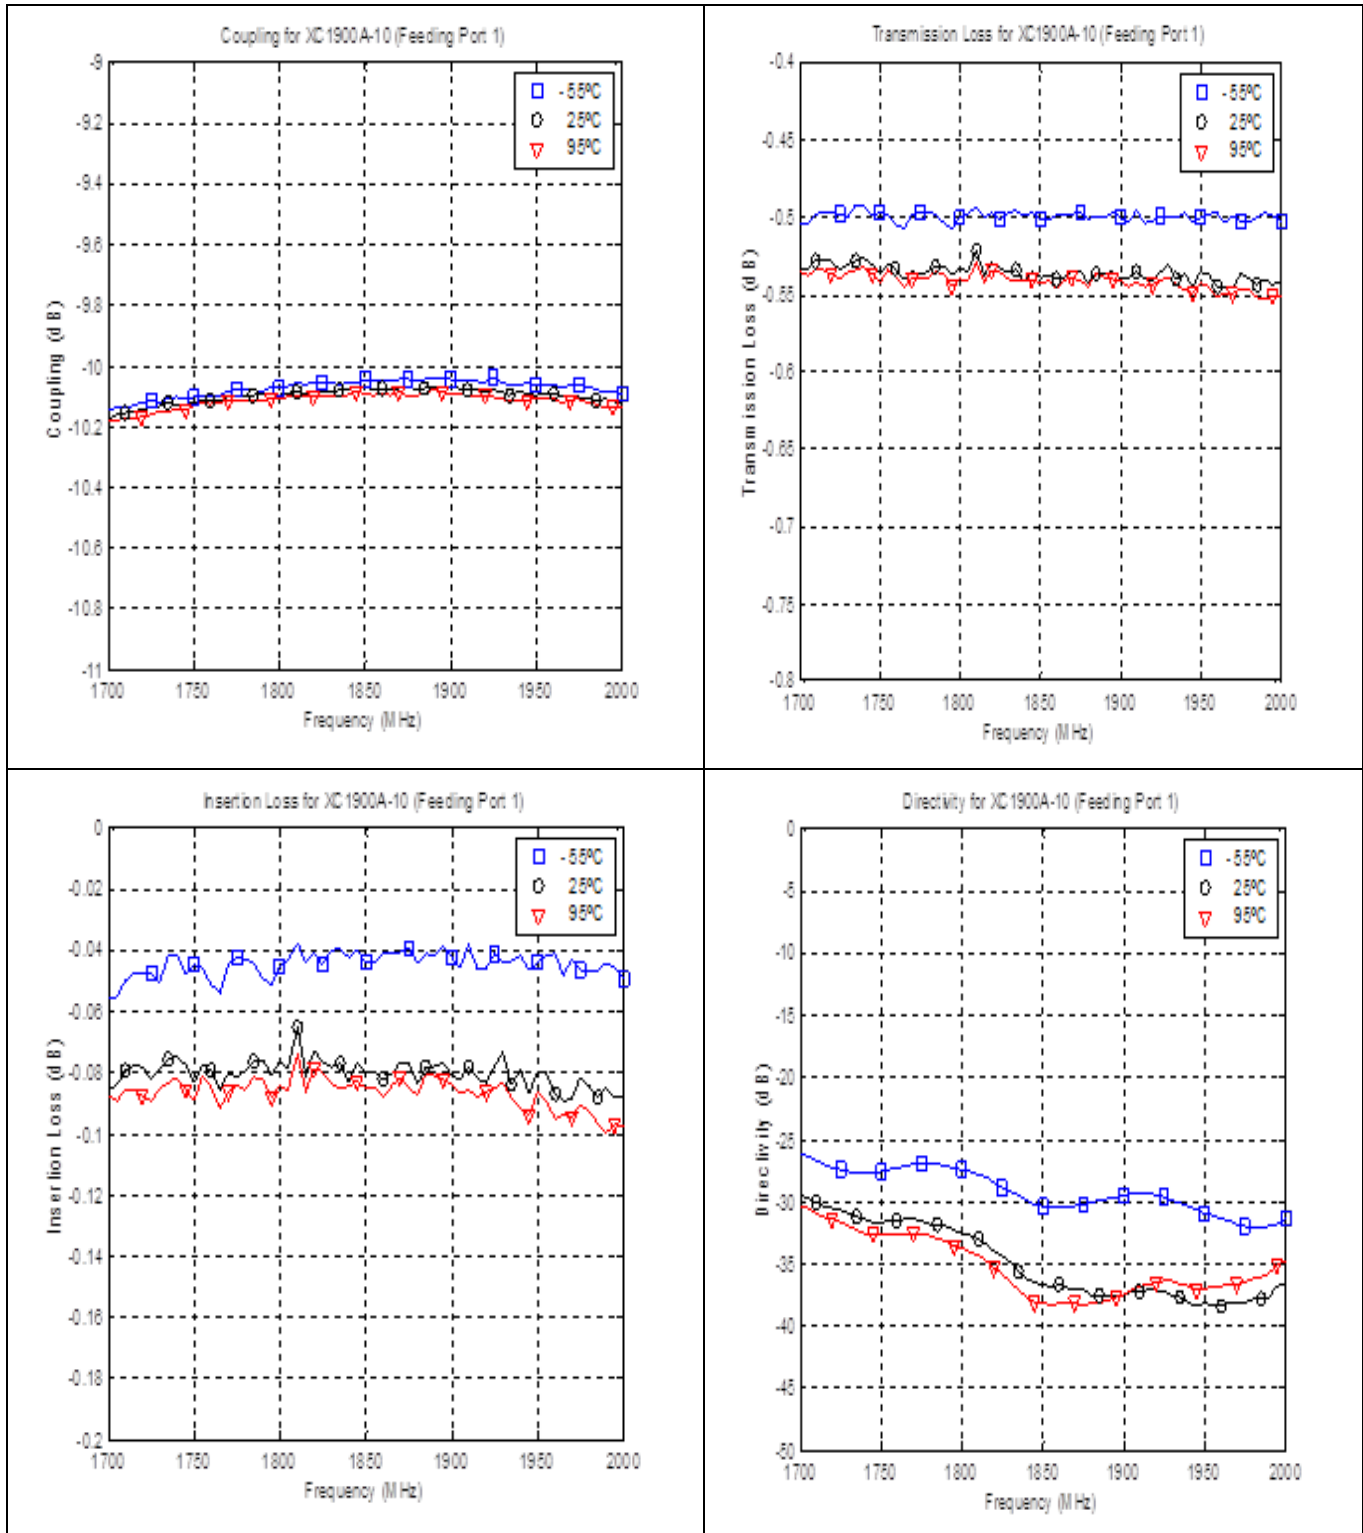 Coupling for XC1900A-10 (Feeding Port 1)
-9
-9.2
-9.4
-9.6
-9.8
-10
-10.2
-10.4
-10.6
-10.8
-11
Coupling (dB)
-55ºC
25ºC
95ºC
1700 1750 1800 1850 1900 1950 2000
Frequency (MHz)
Transmission Loss for XC1900A-10 (Feeding Port 1)
-0.4
-0.45
-0.5
-0.55
-0.6
-0.65
-0.7
-0.75
-0.8
Transmission Loss (dB)
-55ºC
25ºC
95ºC
1700 1750 1800 1850 1900 1950 2000
Frequency (MHz)
Insertion Loss for XC1900A-10 (Feeding Port 1)
0
-0.02
-0.04
-0.06
-0.08
-0.1
-0.12
-0.14
-0.16
-0.18
-0.2
Insertion Loss (dB)
-55ºC
25ºC
95ºC
1700 1750 1800 1850 1900 1950 2000
Frequency (MHz)
Directivity for XC1900A-10 (Feeding Port 1)
0
-5
-10
-15
-20
-25
-30
-35
-40
-45
-50
Directivity (dB)
-55ºC
25ºC
95ºC
1700 1750 1800 1850 1900 1950 2000
Frequency (MHz)